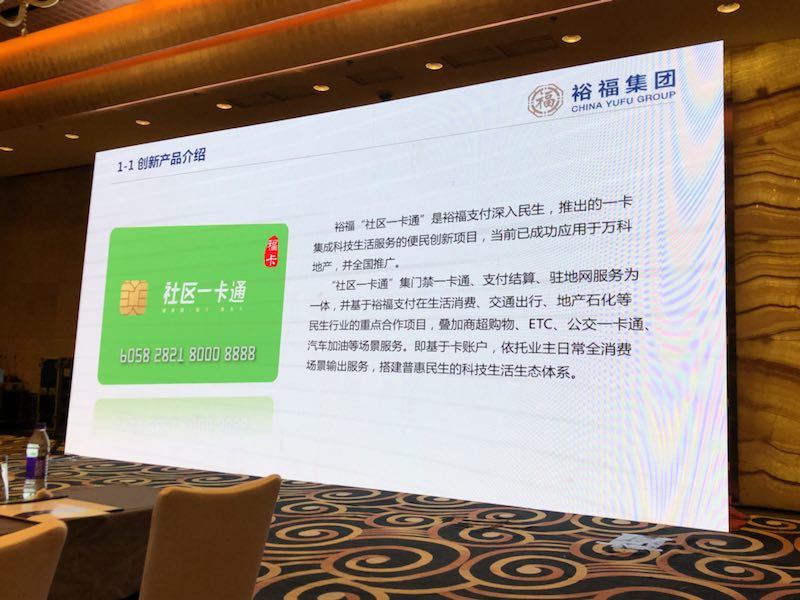 裕福集团
CHINA YUFU GROUP
1-1 创新产品介绍
福卡
社区一卡通
6058 2821 8000 8888
裕福“社区一卡通”是裕福支付深入民生，推出的一卡
集成科技生活服务的便民创新项目，当前已成功应用于万科
地产，并全国推广。
“社区一卡通”集门禁一卡通、支付结算、驻地网服务为
一体，并基于裕福支付在生活消费、交通出行、地产石化等
民生行业的重点合作项目，叠加商超购物、ETC、公交一卡通、
汽车加油等场景服务。即基于卡账户，依托业主日常全消费
场景输出服务，搭建普惠民生的科技生活生态体系。